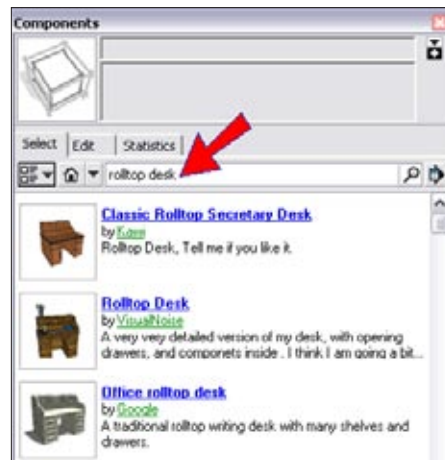 Components
Select Edit Statistics
rolltop desk
Classic Rolltop Secretary Desk
by Kawi
Rolltop Desk, Tell me if you like it.
Rolltop Desk
by VisualNoise
A very very detailed version of my desk, with opening
drawers, and componets inside . I think I am going a bit...
Office rolltop desk
by Google
A traditional rolltop writing desk with many shelves and
drawers.